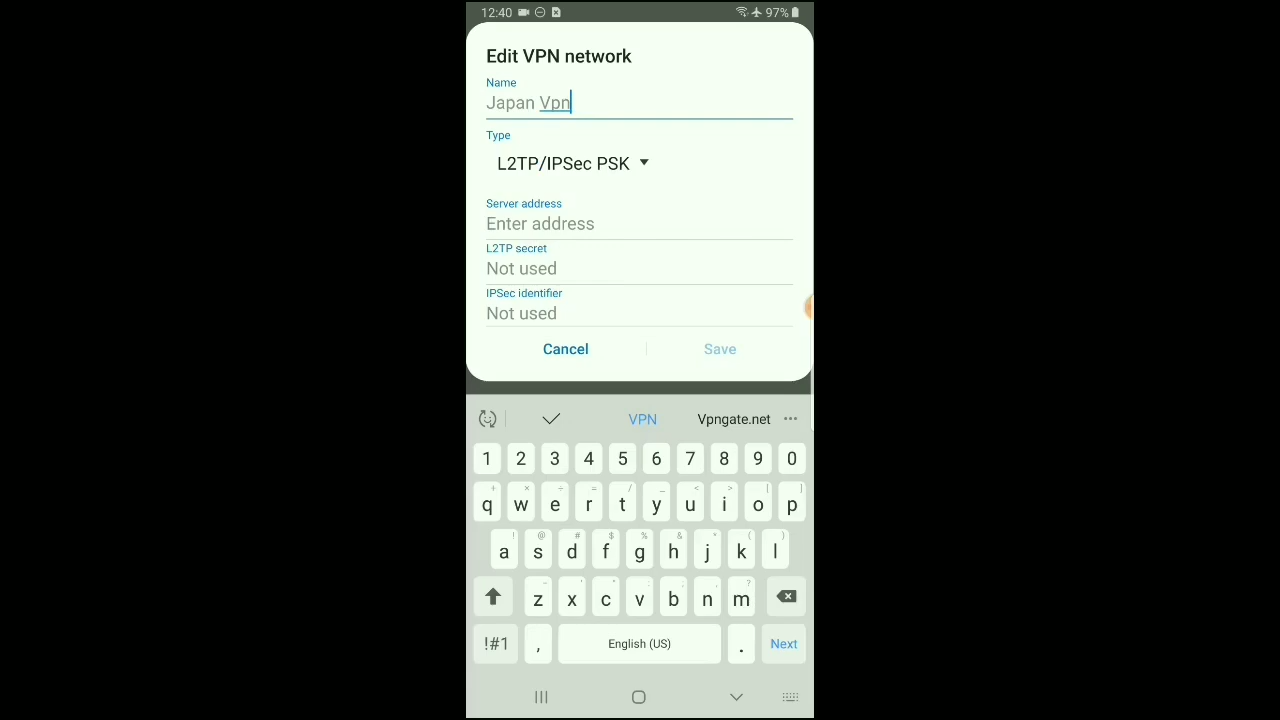 12:40 97%
Edit VPN network
Name
Japan Vpn
Type
L2TP/IPSec PSK
Server address
Enter address
L2TP secret
Not used
IPSec identifier
Not used
Cancel Save
VPN Vpngate.net ...
1 2 3 4 5 6 7 8 9 0
+ × ÷ = / _ < > [ ]
q w e r t y u i o p
! @ # $ % & * ( )
a s d f g h j k l
- ' " : ; , ?
z x c v b n m
!#1 , English (US) . Next